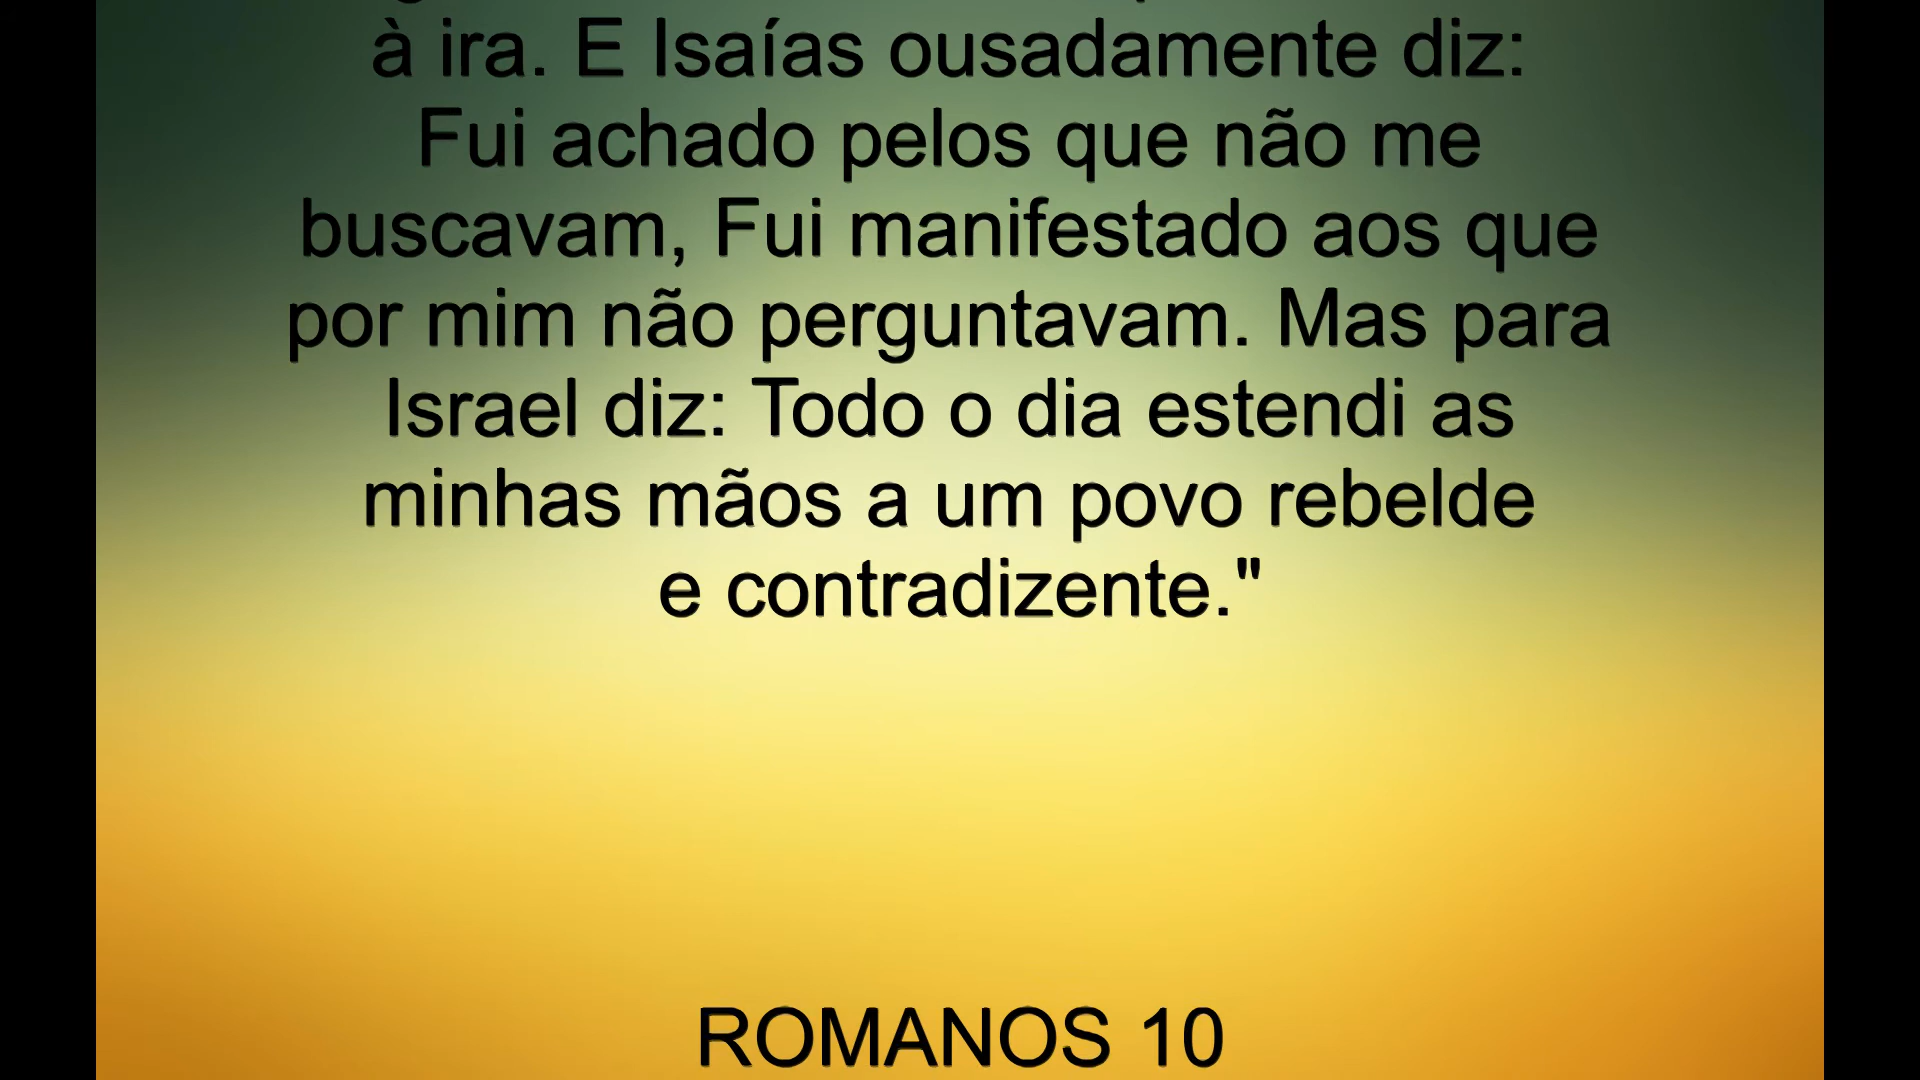 à ira. E Isaías ousadamente diz:
Fui achado pelos que não me
buscavam, Fui manifestado aos que
por mim não perguntavam. Mas para
Israel diz: Todo o dia estendi as
minhas mãos a um povo rebelde
e contradizente."
ROMANOS 10